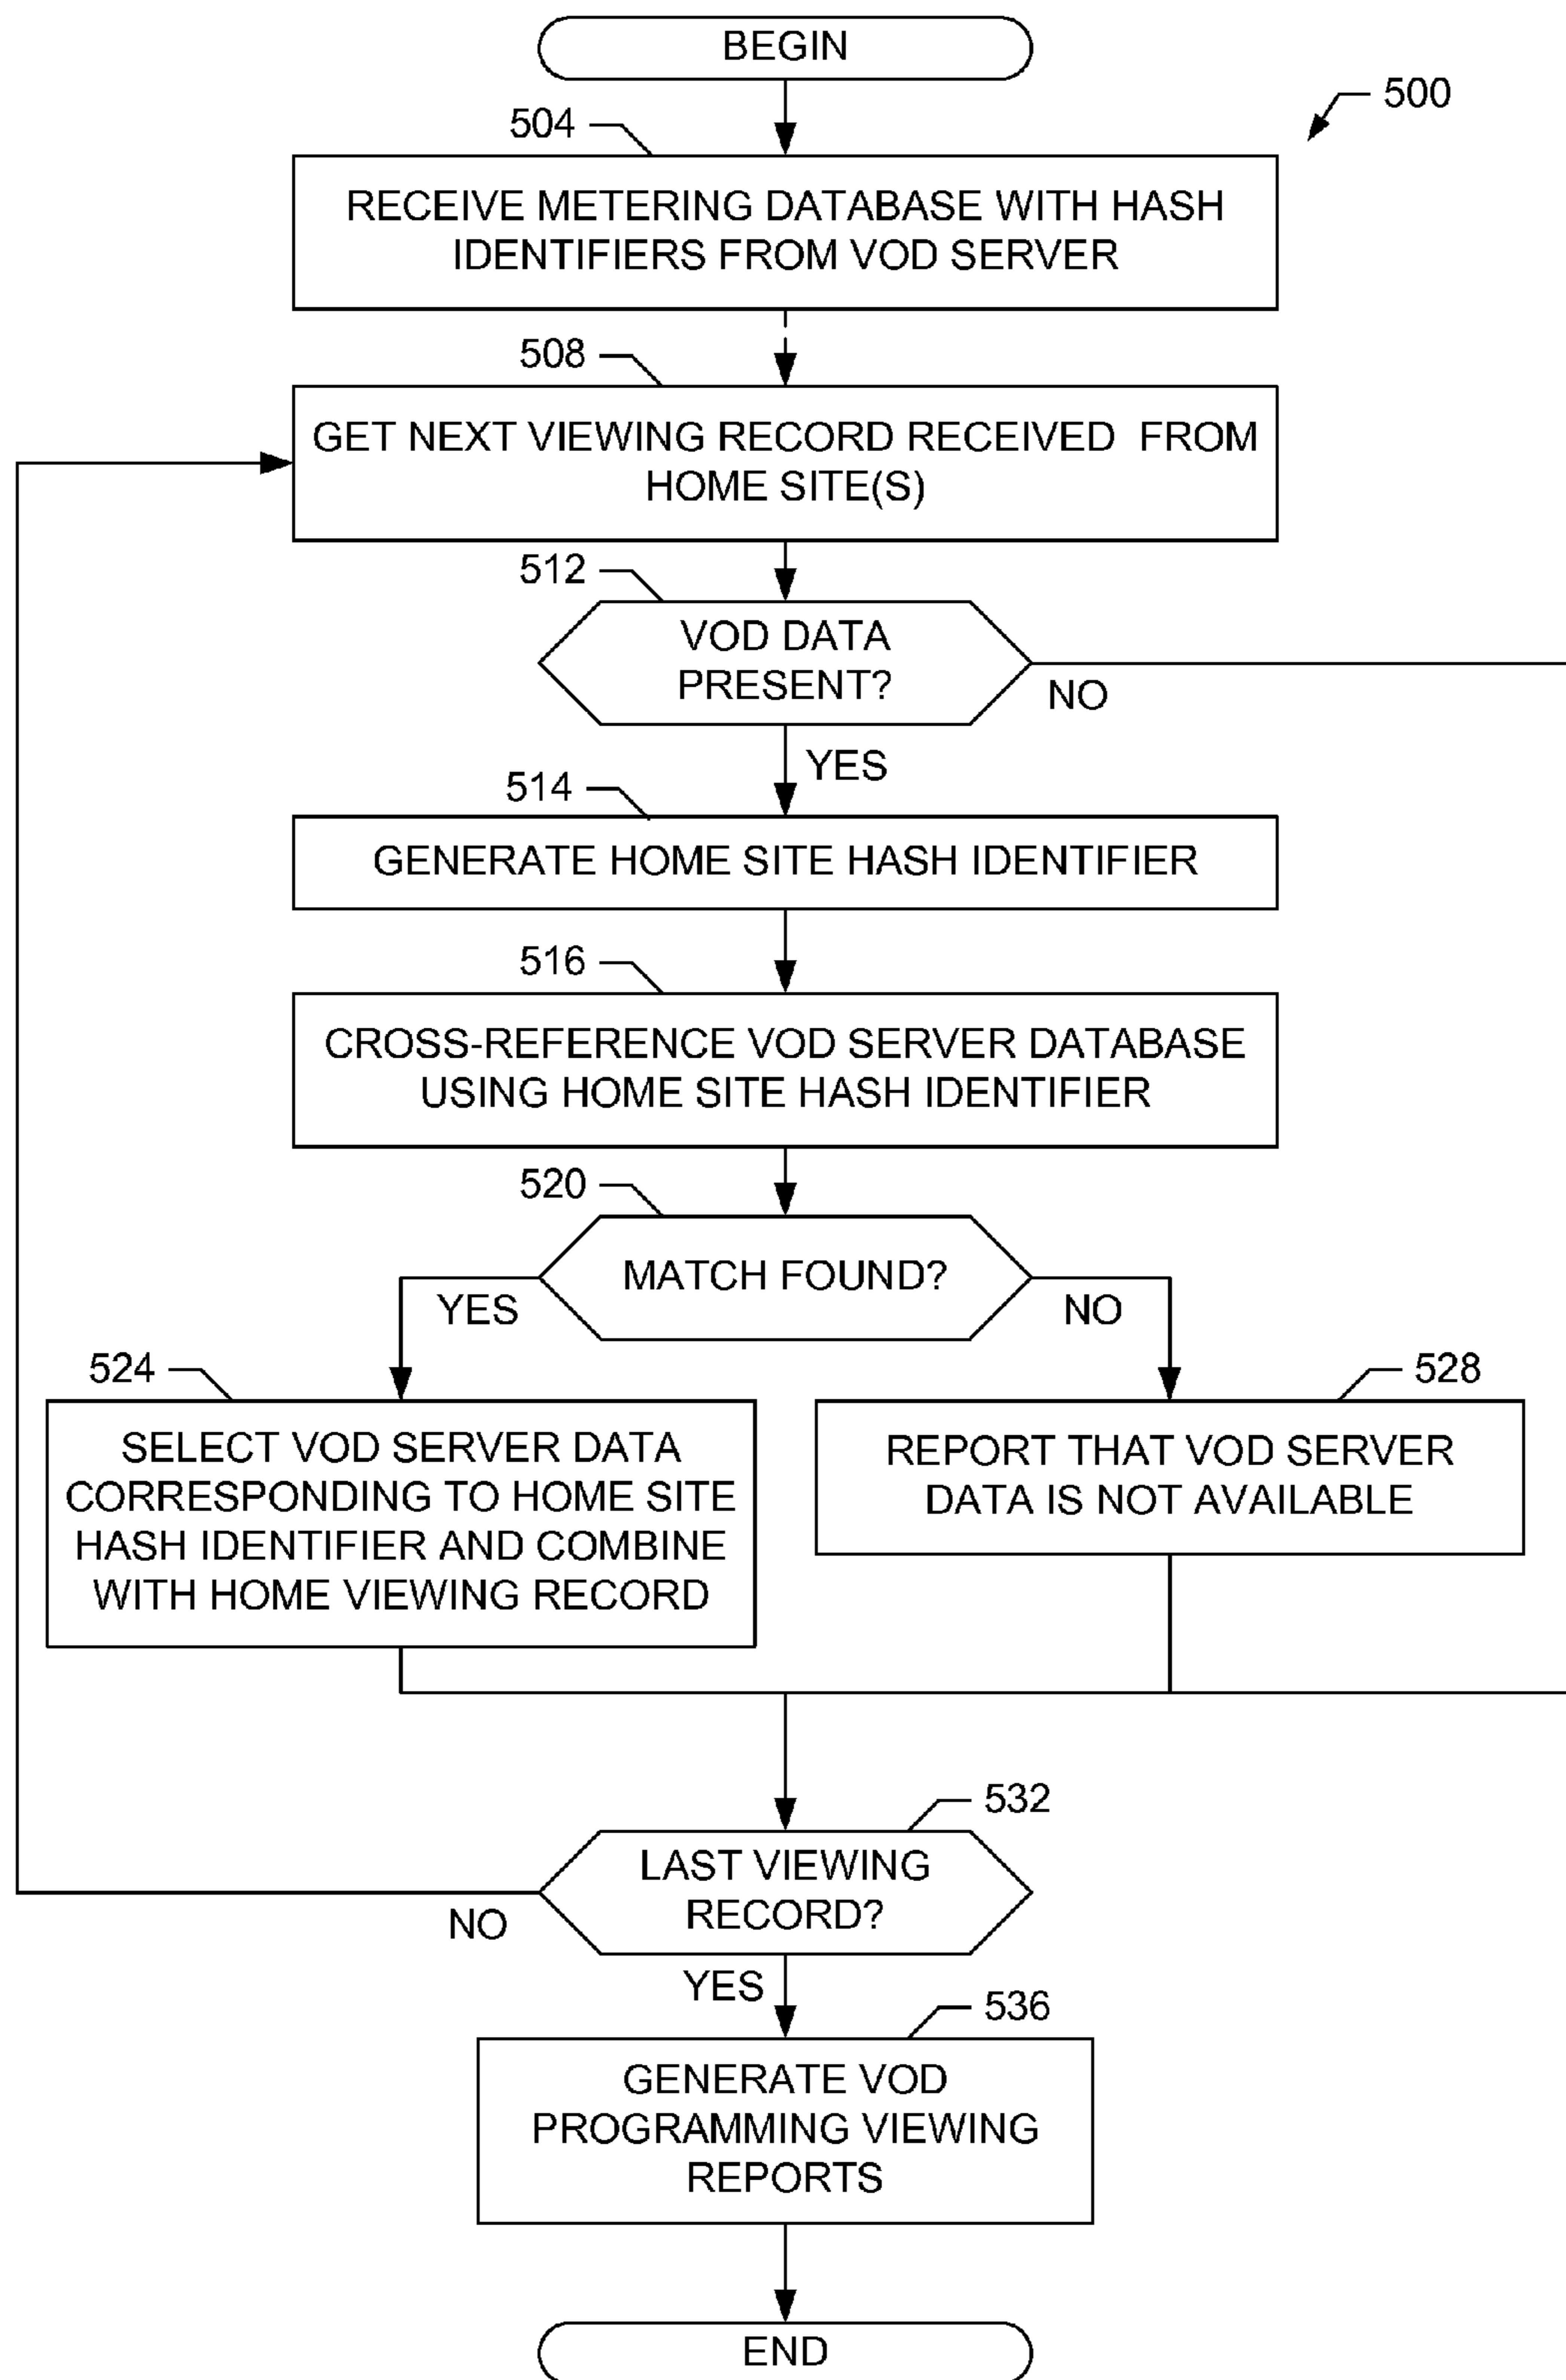 BEGIN
500
504
RECEIVE METERING DATABASE WITH HASH
IDENTIFIERS FROM VOD SERVER
508
GET NEXT VIEWING RECORD RECEIVED FROM
HOME SITE(S)
512
VOD DATA
PRESENT?
NO
YES
514
GENERATE HOME SITE HASH IDENTIFIER
516
CROSS-REFERENCE VOD SERVER DATABASE
USING HOME SITE HASH IDENTIFIER
520
MATCH FOUND?
YES
NO
524
SELECT VOD SERVER DATA
CORRESPONDING TO HOME SITE
HASH IDENTIFIER AND COMBINE
WITH HOME VIEWING RECORD
528
REPORT THAT VOD SERVER
DATA IS NOT AVAILABLE
532
LAST VIEWING
RECORD?
NO
YES
536
GENERATE VOD
PROGRAMMING VIEWING
REPORTS
END